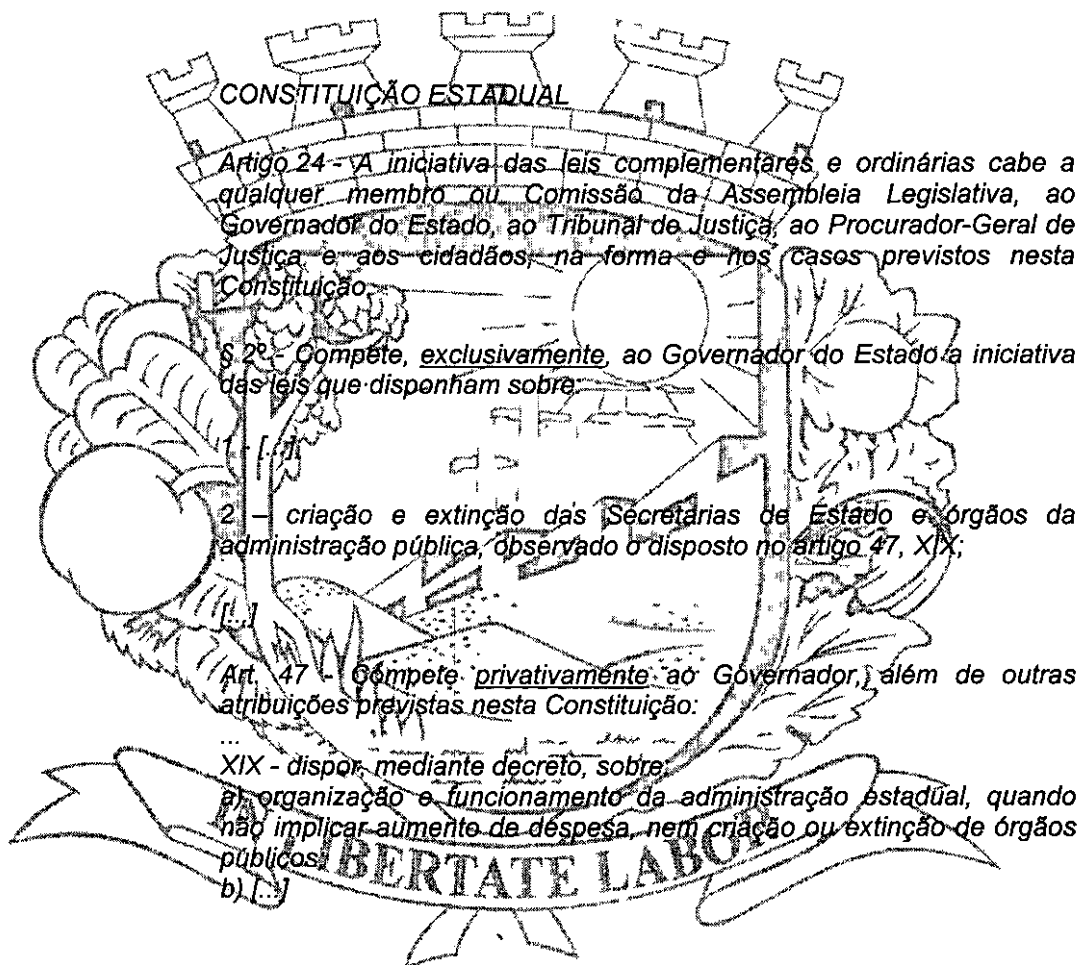 CONSTITUIÇÃO ESTADUAL
Artigo 24 - A iniciativa das leis complementares e ordinárias cabe a
qualquer membro ou Comissão da Assembleia Legislativa, ao
Governador do Estado, ao Tribunal de Justiça, ao Procurador-Geral de
Justiça e aos cidadãos, na forma e nos casos previstos nesta
Constituição.
§ 2º - Compete, exclusivamente, ao Governador do Estado a iniciativa
das leis que disponham sobre:
1 - [...];
2 – criação e extinção das Secretárias de Estado e órgãos da
administração pública, observado o disposto no artigo 47, XIX;
[...]
Art. 47 - Compete privativamente ao Governador, além de outras
atribuições previstas nesta Constituição:
...
XIX - dispor, mediante decreto, sobre:
a) organização e funcionamento da administração estadual, quando
não implicar aumento de despesa, nem criação ou extinção de órgãos
públicos;
b) [...]
LIBERTATE LABOR